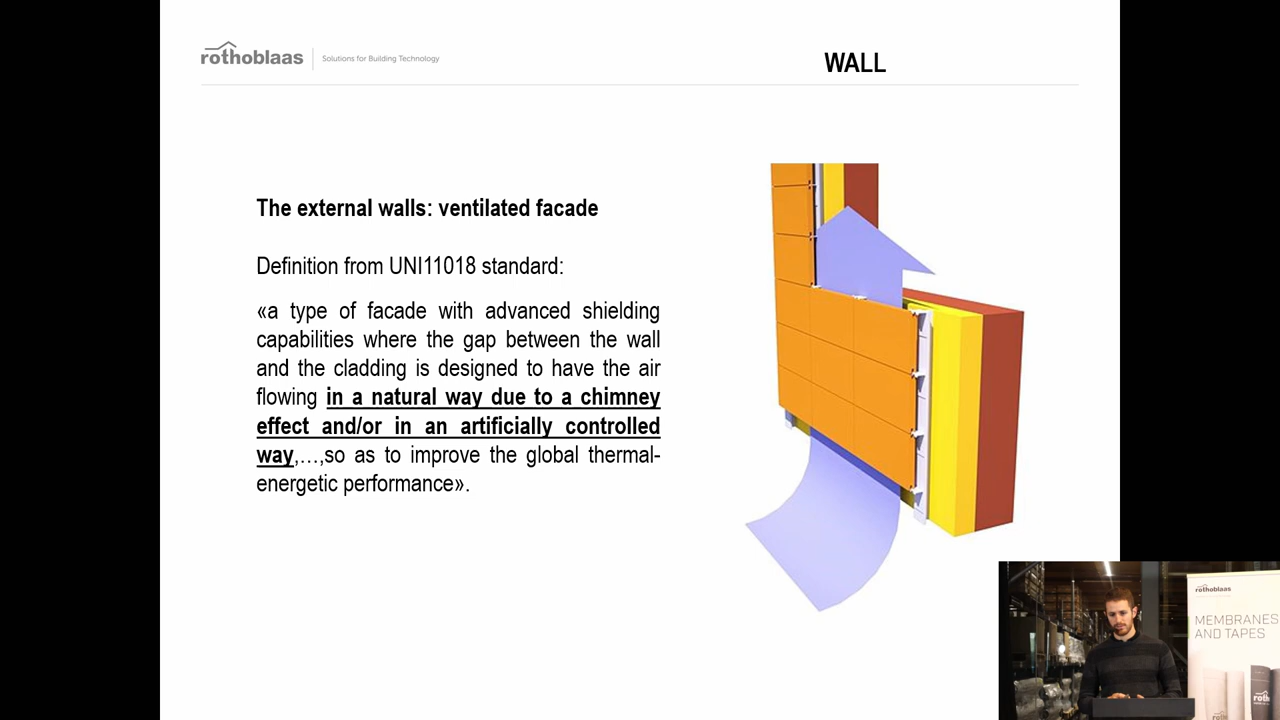 rothoblaas
Solutions for Building Technology
WALL
The external walls: ventilated facade
Definition from UNI11018 standard:
«a type of facade with advanced shielding
capabilities where the gap between the wall
and the cladding is designed to have the air
flowing in a natural way due to a chimney
effect and/or in an artificially controlled
way,…,so as to improve the global thermal-
energetic performance».
rothoblaas
MEMBRANES
AND TAPES
roth